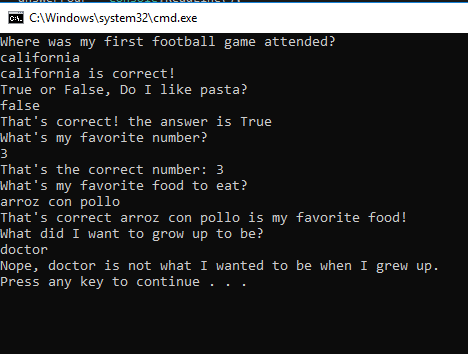 C:\Windows\system32\cmd.exe
Where was my first football game attended?
california
california is correct!
True or False, Do I like pasta?
false
That's correct! the answer is True
What's my favorite number?
3
That's the correct number: 3
What's my favorite food to eat?
arroz con pollo
That's correct arroz con pollo is my favorite food!
What did I want to grow up to be?
doctor
Nope, doctor is not what I wanted to be when I grew up.
Press any key to continue . . .